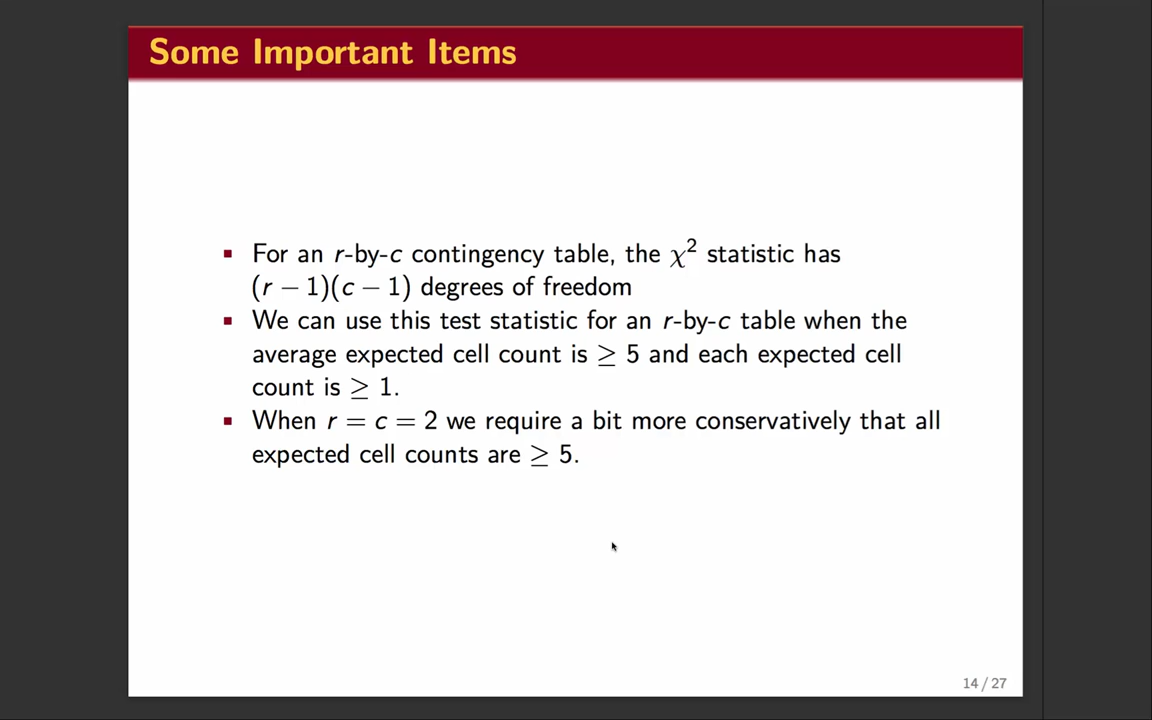 Some Important Items
For an r-by-c contingency table, the χ² statistic has
(r − 1)(c − 1) degrees of freedom
We can use this test statistic for an r-by-c table when the
average expected cell count is ≥ 5 and each expected cell
count is ≥ 1.
When r = c = 2 we require a bit more conservatively that all
expected cell counts are ≥ 5.
14 / 27